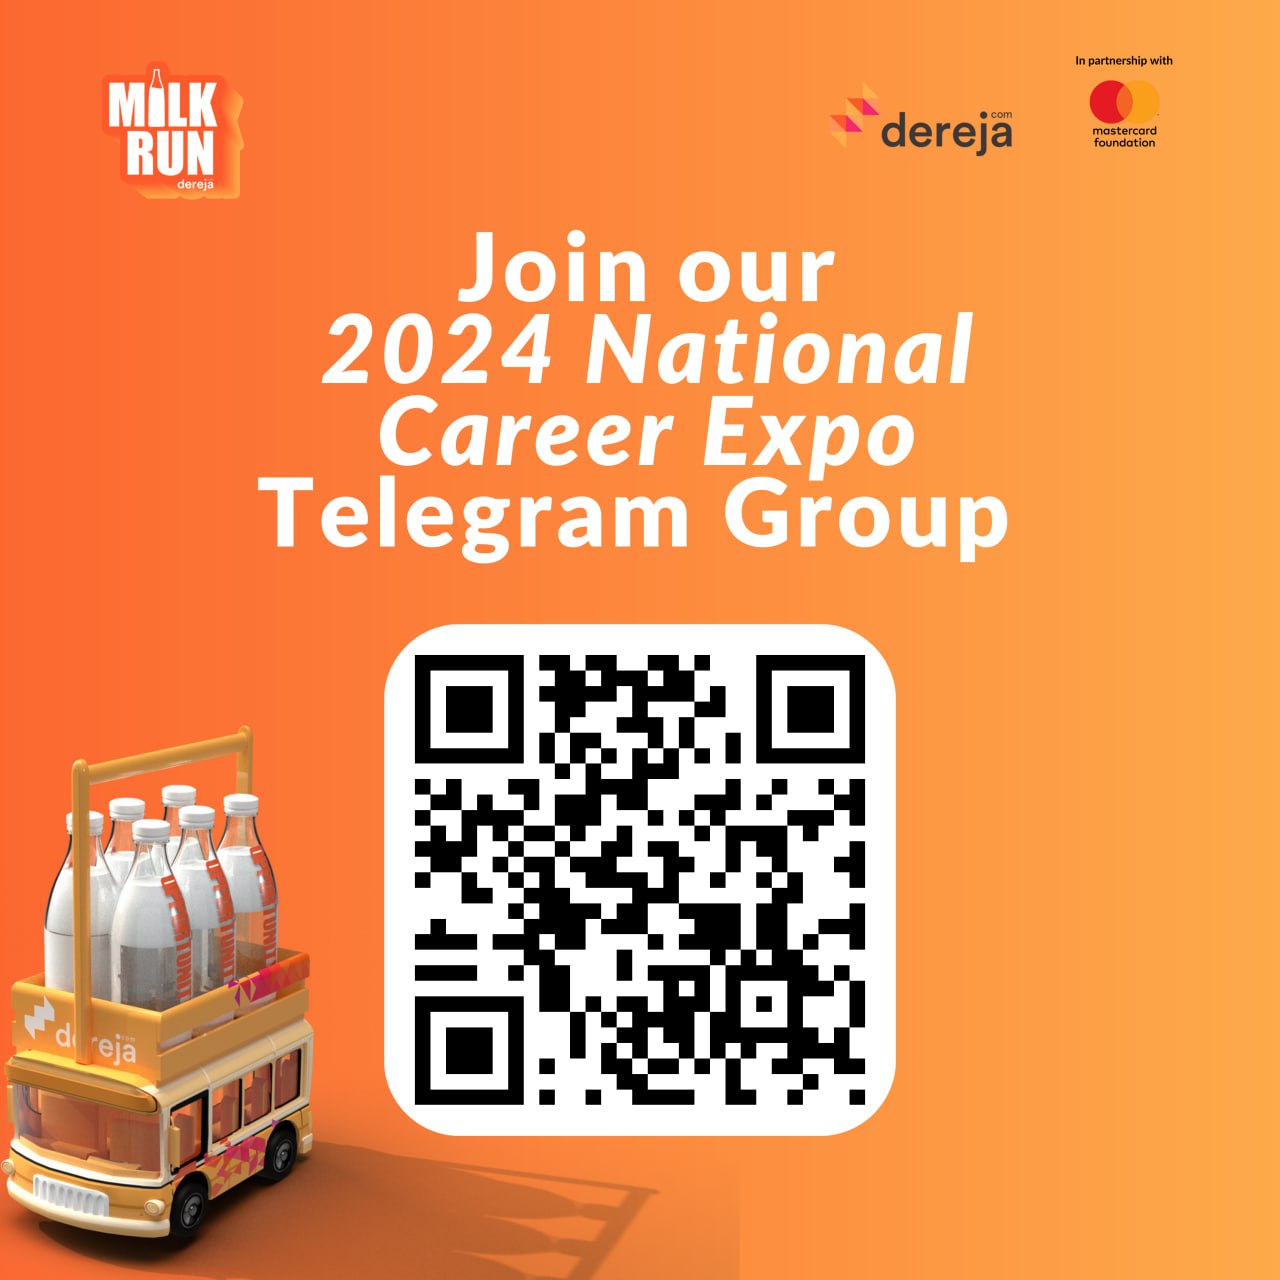 MILK
RUN
dereja
dereja.com
In partnership with
mastercard
foundation
Join our
2024 National
Career Expo
Telegram Group
dereja.com